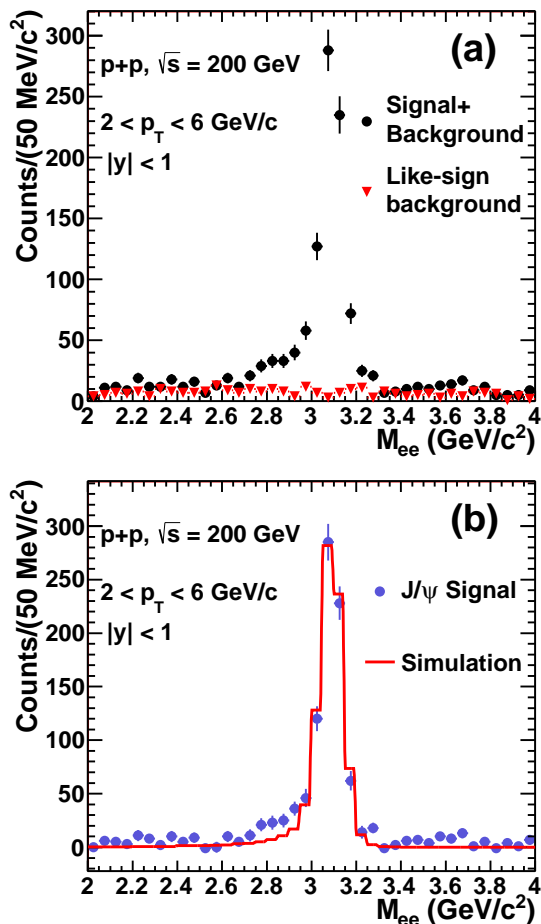 (a)
p+p, √s = 200 GeV
2 < p_T < 6 GeV/c
|y| < 1
Signal+
Background
Like-sign
background
Counts/(50 MeV/c²)
300
250
200
150
100
50
0
2 2.2 2.4 2.6 2.8 3 3.2 3.4 3.6 3.8 4
M_ee (GeV/c²)
(b)
p+p, √s = 200 GeV
2 < p_T < 6 GeV/c
|y| < 1
J/ψ Signal
Simulation
Counts/(50 MeV/c²)
300
250
200
150
100
50
0
2 2.2 2.4 2.6 2.8 3 3.2 3.4 3.6 3.8 4
M_ee (GeV/c²)